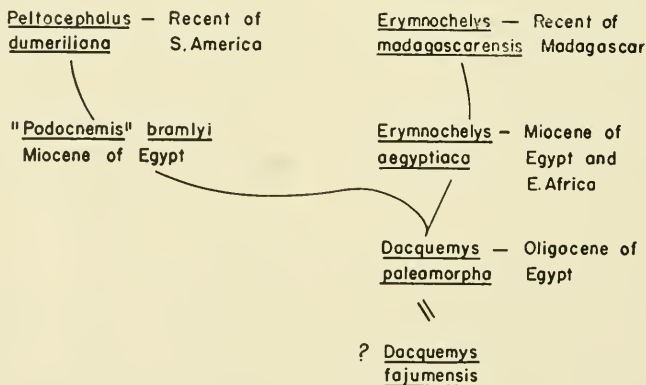 Peltocephalus — Recent of
dumeriliana S. America
Erymnochelys — Recent of
madagascarensis Madagascar
"Podocnemis" bramlyi
Miocene of Egypt
Erymnochelys — Miocene of
aegyptiaca Egypt and
E. Africa
Dacquemys — Oligocene of
paleamorpha Egypt
? Dacquemys
fajumensis